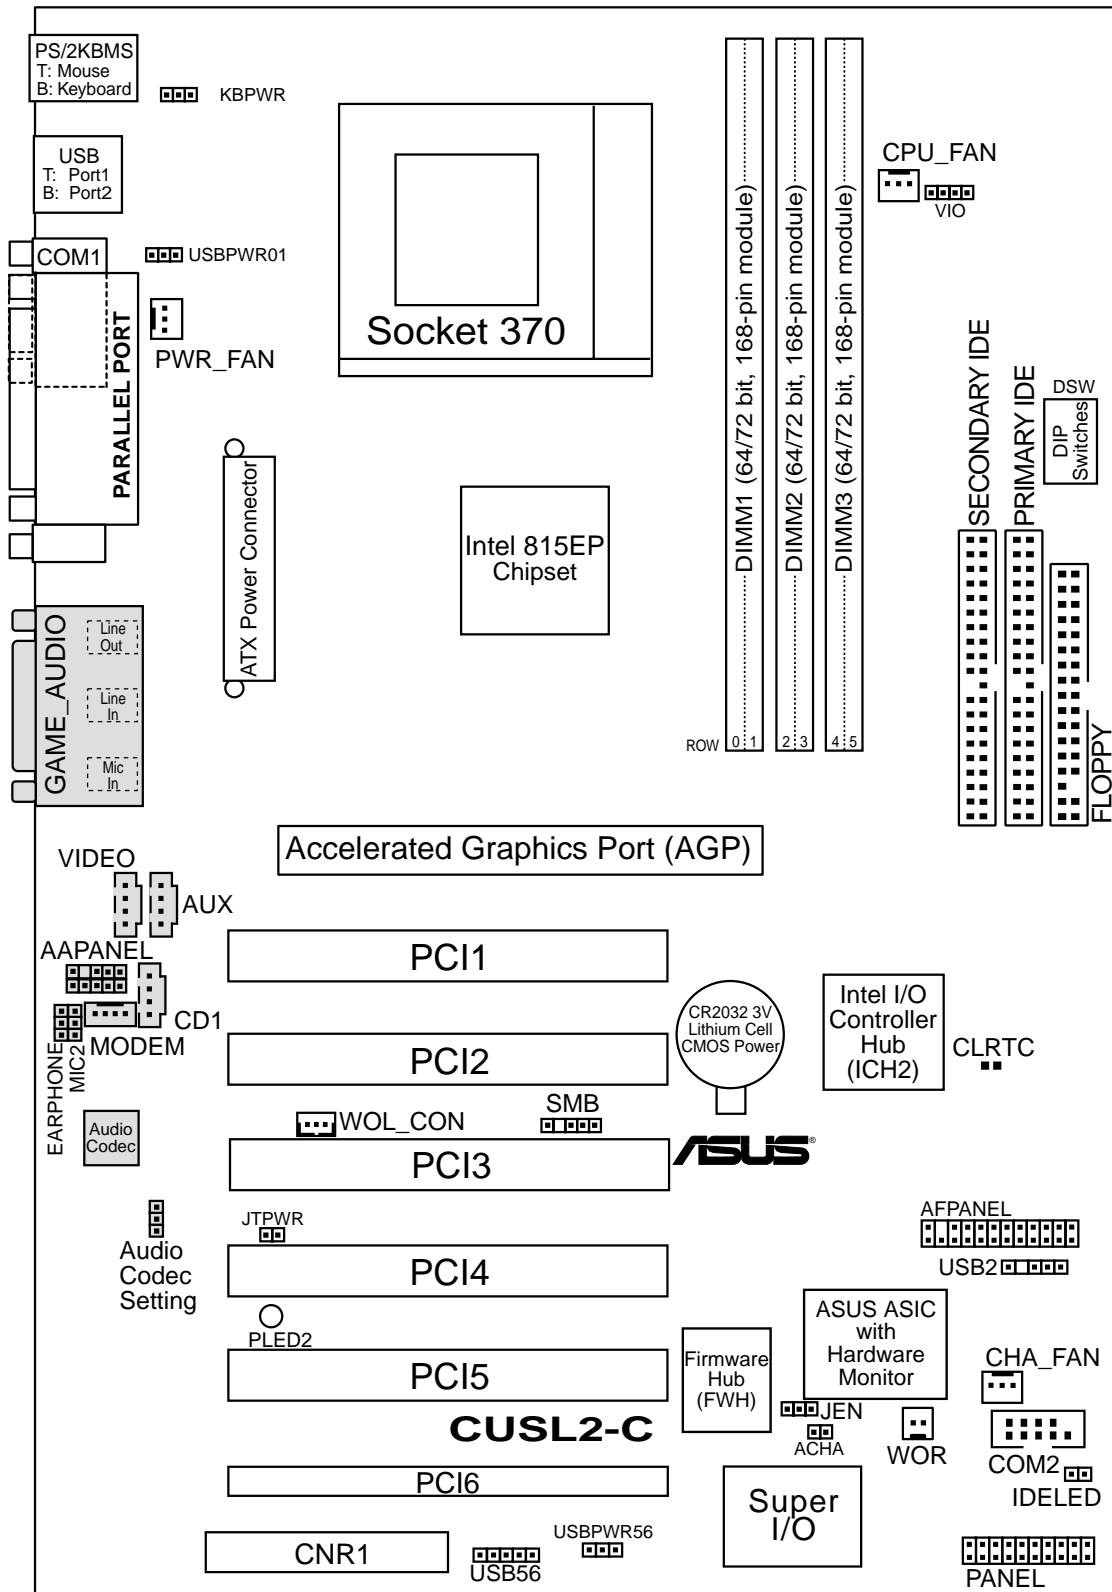 PS/2KBMS
T: Mouse
B: Keyboard
KBPWR
USB
T: Port1
B: Port2
CPU_FAN
VIO
COM1
USBPWR01
PARALLEL PORT
PWR_FAN
Socket 370
DIMM1 (64/72 bit, 168-pin module)
DIMM2 (64/72 bit, 168-pin module)
DIMM3 (64/72 bit, 168-pin module)
SECONDARY IDE
PRIMARY IDE
DSW
DIP
Switches
ATX Power Connector
Intel 815EP
Chipset
GAME_AUDIO
Line
Out
Line
In
Mic
In
ROW
0 1
2 3
4 5
FLOPPY
Accelerated Graphics Port (AGP)
VIDEO
AUX
AAPANEL
CD1
MODEM
EARPHONE
MIC2
PCI1
PCI2
CR2032 3V
Lithium Cell
CMOS Power
Intel I/O
Controller
Hub
(ICH2)
CLRTC
Audio
Codec
WOL_CON
SMB
PCI3
ASUS®
JTPWR
Audio
Codec
Setting
PCI4
AFPANEL
USB2
PLED2
PCI5
Firmware
Hub
(FWH)
ASUS ASIC
with
Hardware
Monitor
CHA_FAN
JEN
ACHA
WOR
COM2
IDELED
CUSL2-C
PCI6
Super
I/O
CNR1
USB56
USBPWR56
PANEL